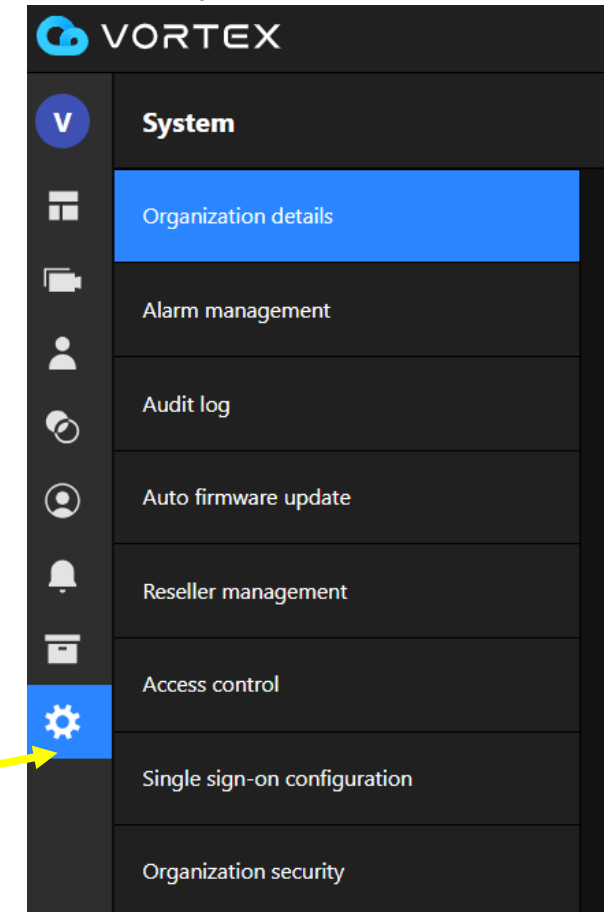 VORTEX
V
System
Organization details
Alarm management
Audit log
Auto firmware update
Reseller management
Access control
Single sign-on configuration
Organization security